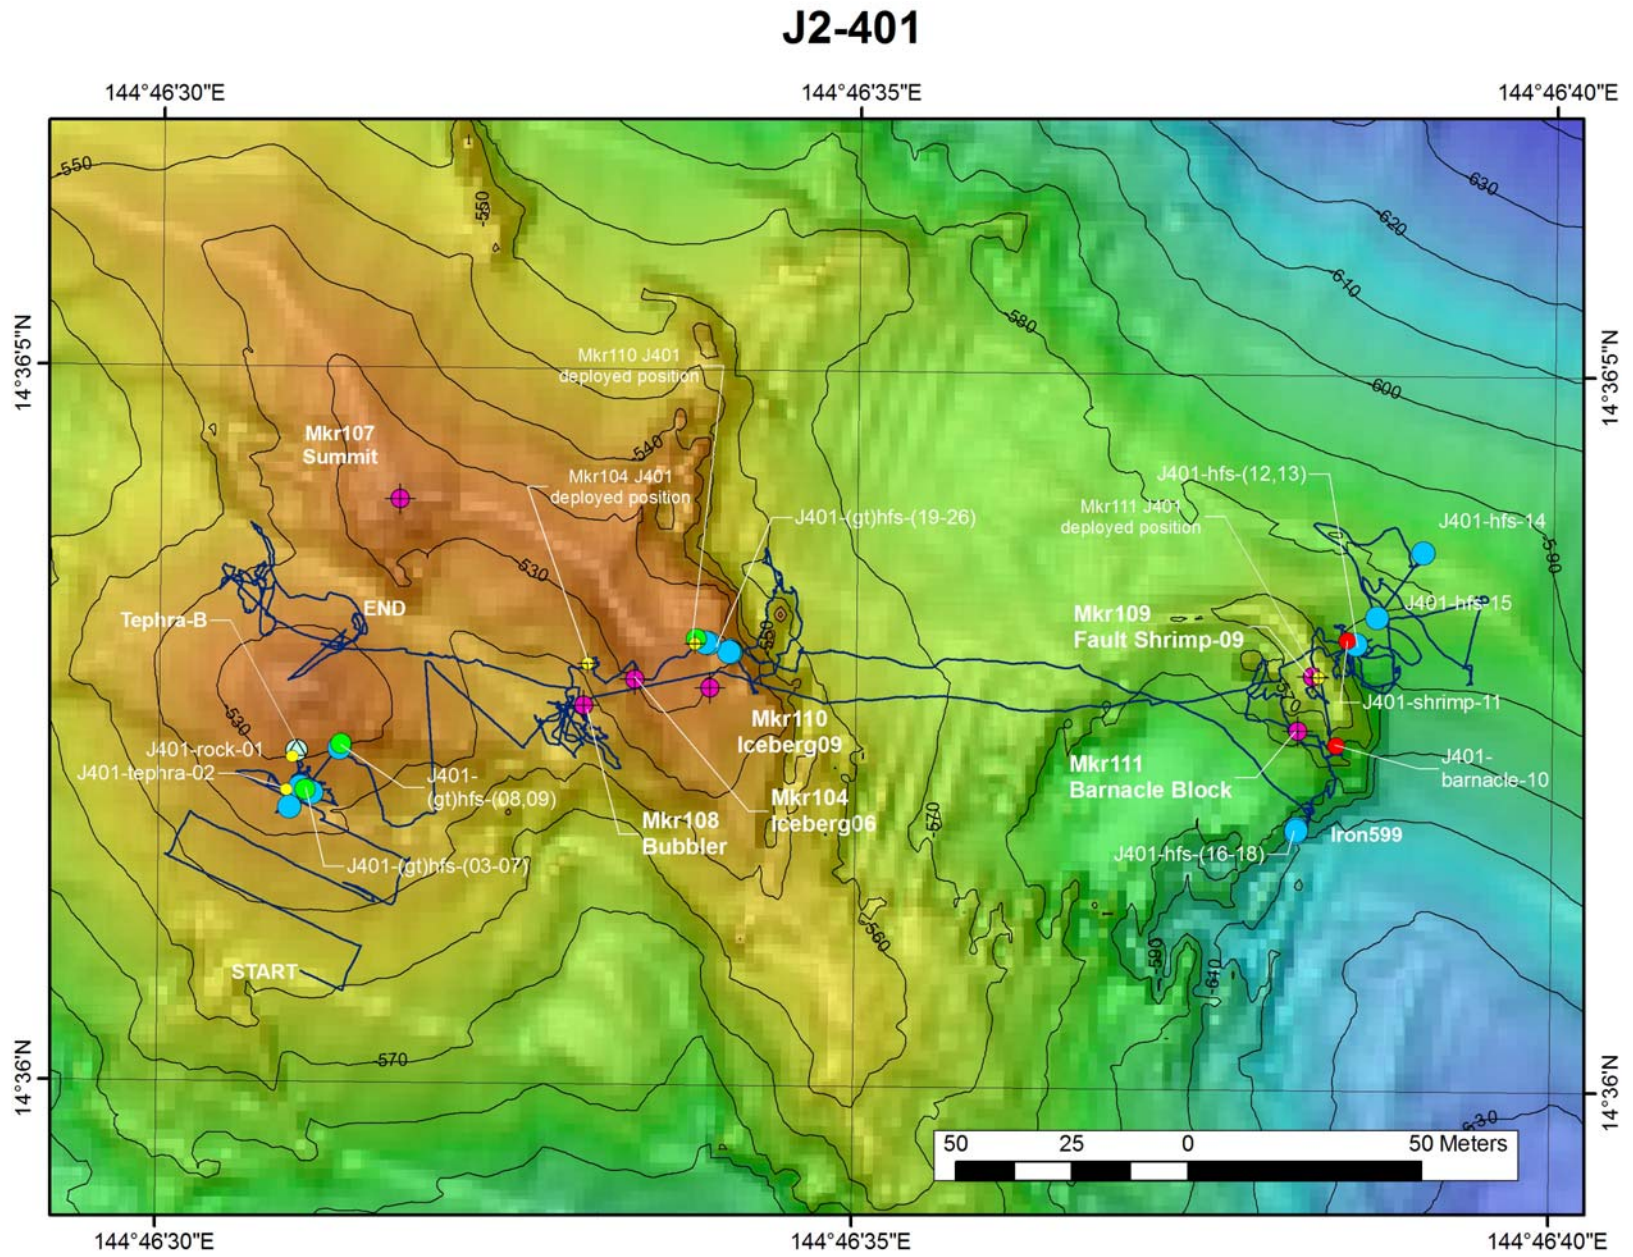 J2-401
144°46'30"E
144°46'35"E
144°46'40"E
-550
-550
-630
-620
-610
-580
-600
14°36'5"N
14°36'5"N
Mkr110 J401
deployed position
Mkr107
Summit
-540
Mkr104 J401
deployed position
J401-hfs-(12,13)
Mkr111 J401
deployed position
J401-(gt)hfs-(19-26)
J401-hfs-14
-590
530
END
Tephra-B
J401-hfs-15
Mkr109
Fault Shrimp-09
550
-530
J401-shrimp-11
J401-rock-01
J401-tephra-02
J401-
(gt)hfs-(08,09)
Mkr110
Iceberg09
Mkr111
Barnacle Block
J401-
barnacle-10
Mkr104
Iceberg06
Mkr108
Bubbler
-570
Iron599
J401-hfs-(16-18)
J401-(gt)hfs-(03-07)
-560
START
-590
-610
-570
14°36'N
14°36'N
630
50 25 0 50 Meters
144°46'30"E
144°46'35"E
144°46'40"E